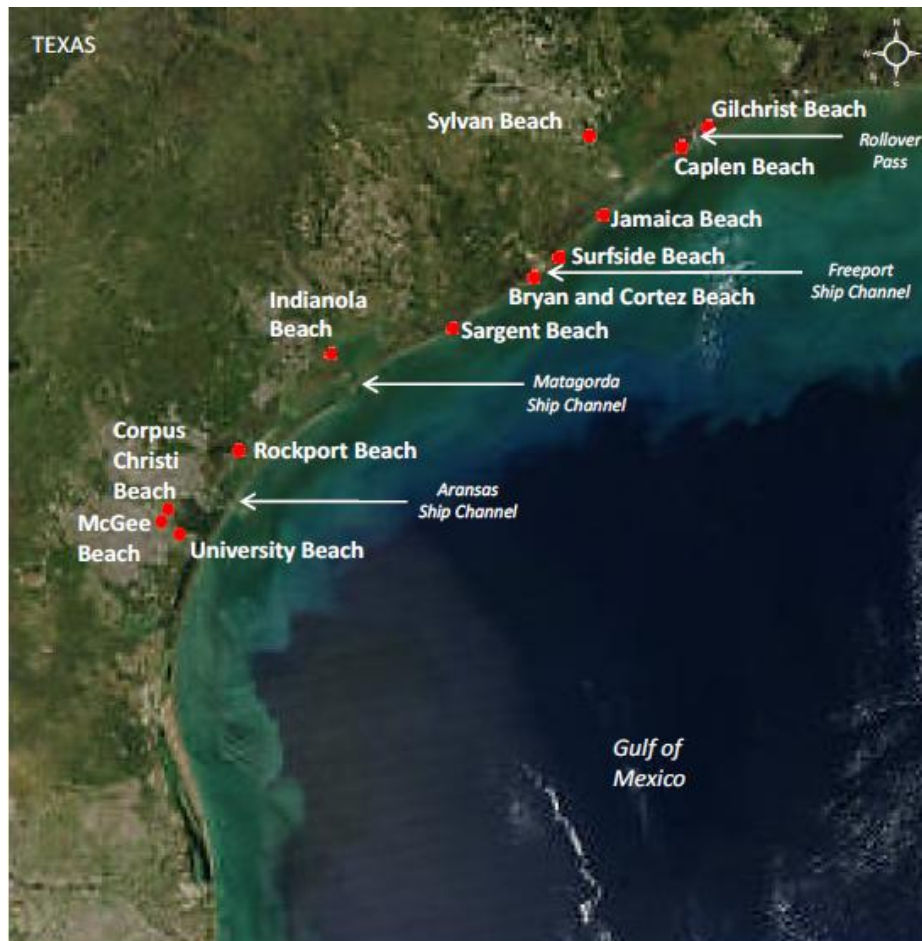 TEXAS
N
N
Sylvan Beach
Gilchrist Beach
Rollover
Pass
Caplen Beach
Jamaica Beach
Surfside Beach
Freeport
Ship Channel
Bryan and Cortez Beach
Indianola
Beach
Sargent Beach
Matagorda
Ship Channel
Corpus
Christi
Beach
Rockport Beach
Aransas
Ship Channel
McGee
Beach
University Beach
Gulf of
Mexico